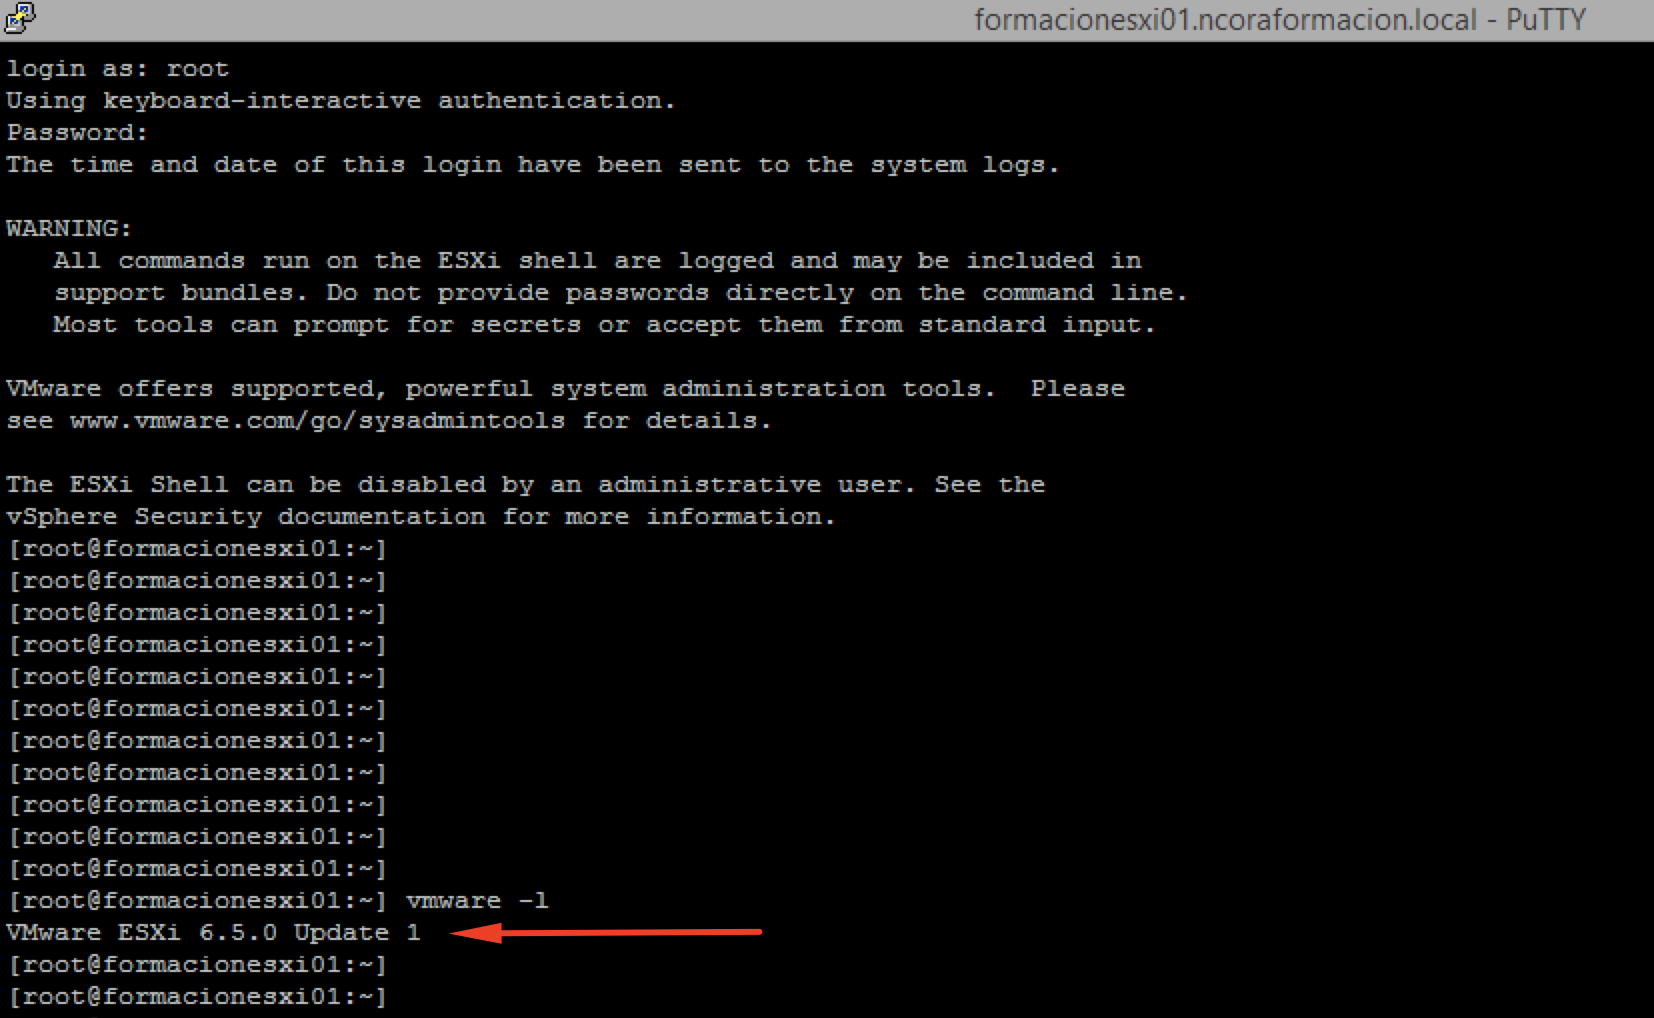 formacionesxi01.ncoraformacion.local - PuTTY
login as: root
Using keyboard-interactive authentication.
Password:
The time and date of this login have been sent to the system logs.
WARNING:
All commands run on the ESXi shell are logged and may be included in
support bundles. Do not provide passwords directly on the command line.
Most tools can prompt for secrets or accept them from standard input.
VMware offers supported, powerful system administration tools.  Please
see www.vmware.com/go/sysadmintools for details.
The ESXi Shell can be disabled by an administrative user. See the
vSphere Security documentation for more information.
[root@formacionesxi01:~]
[root@formacionesxi01:~]
[root@formacionesxi01:~]
[root@formacionesxi01:~]
[root@formacionesxi01:~]
[root@formacionesxi01:~]
[root@formacionesxi01:~]
[root@formacionesxi01:~]
[root@formacionesxi01:~]
[root@formacionesxi01:~]
[root@formacionesxi01:~]
[root@formacionesxi01:~] vmware -l
VMware ESXi 6.5.0 Update 1
[root@formacionesxi01:~]
[root@formacionesxi01:~]